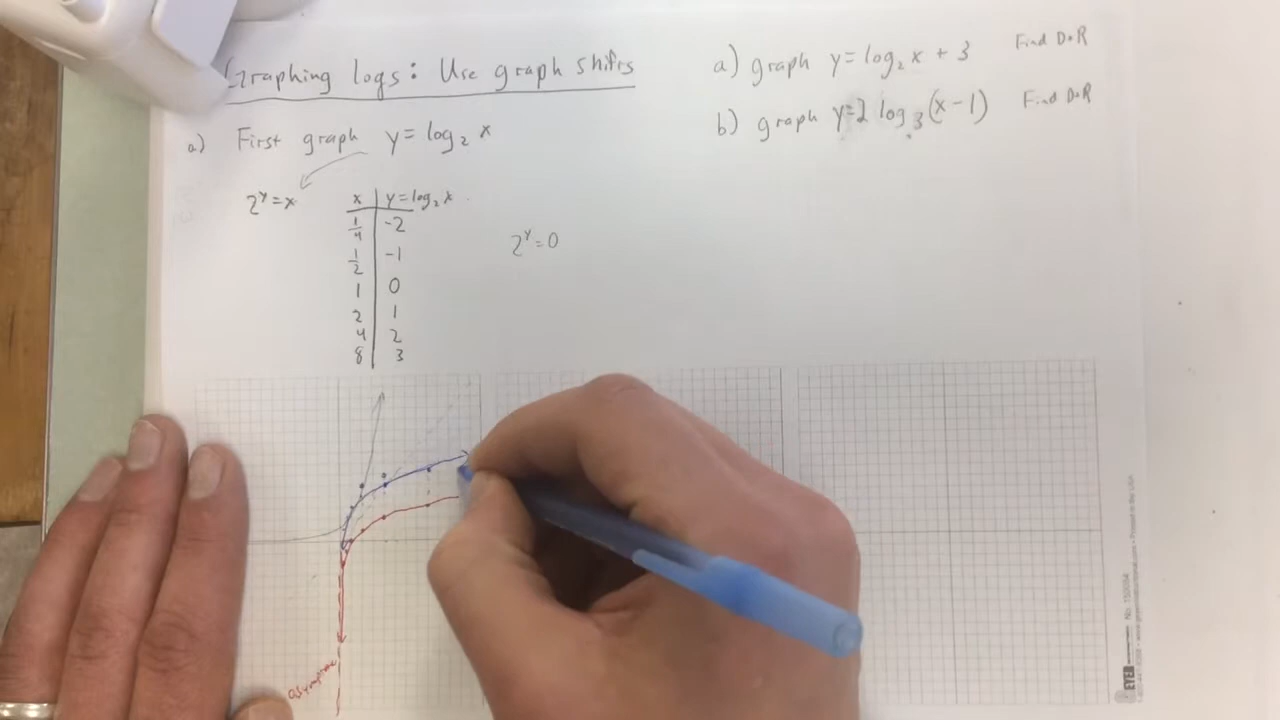 Graphing logs: Use graph shifts
a) First graph y = log₂ x
2^y = x
x | y = log₂ x
1/4 | -2
1/2 | -1
1 | 0
2 | 1
4 | 2
8 | 3
2^y = 0
a) graph y = log₂ x + 3 Find D+R
b) graph y=2 log₃(x - 1) Find D+R
asymptote